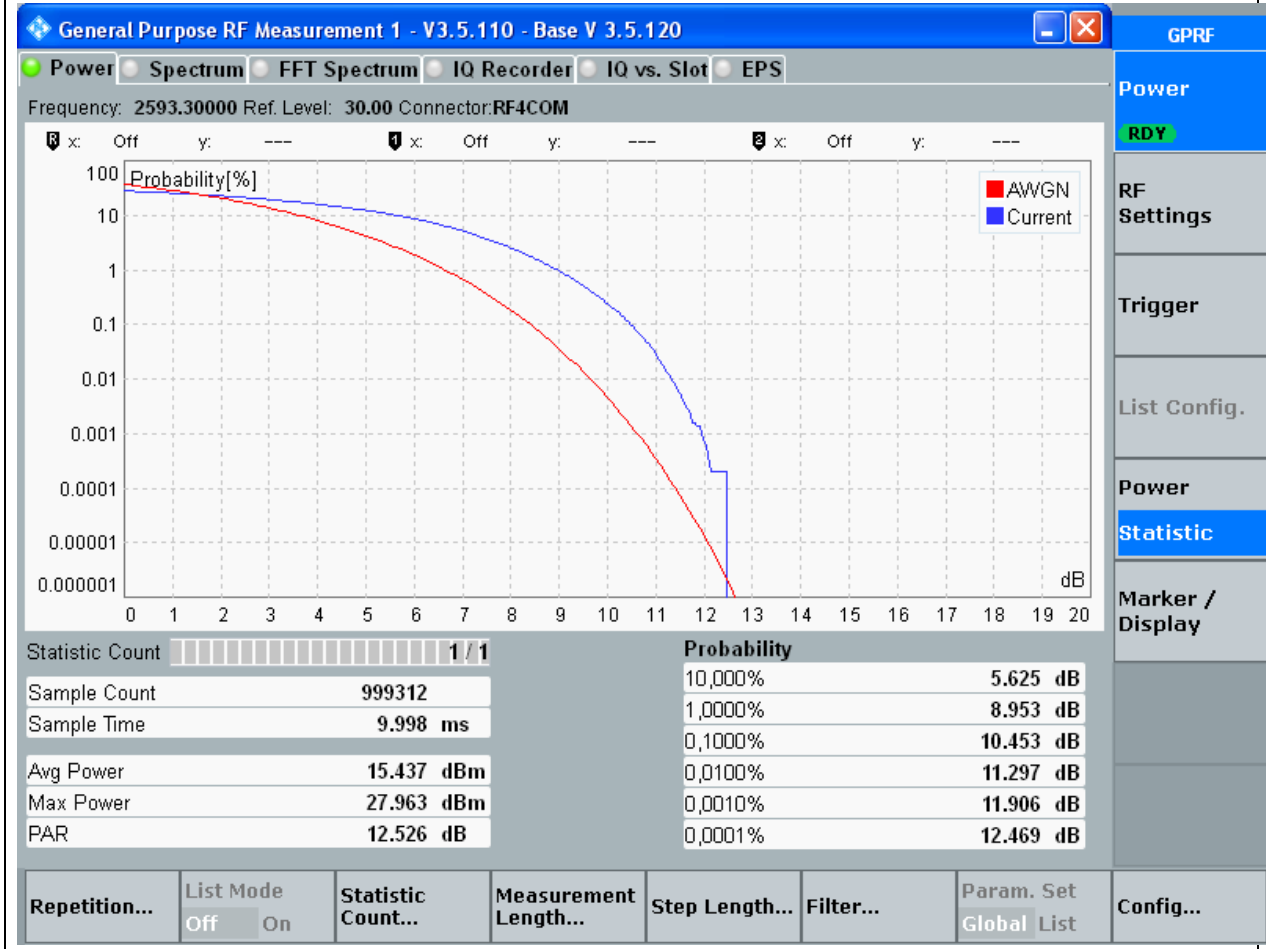 General Purpose RF Measurement 1 - V3.5.110 - Base V 3.5.120
GPRF
Power Spectrum FFT Spectrum IQ Recorder IQ vs. Slot EPS
Power
RDY
Frequency: 2593.30000 Ref. Level: 30.00 Connector:RF4COM
R x: Off y: --- 1 x: Off y: --- 2 x: Off y: ---
Probability[%]
AWGN
Current
100
10
1
0.1
0.01
0.001
0.0001
0.00001
0.000001
dB
0 1 2 3 4 5 6 7 8 9 10 11 12 13 14 15 16 17 18 19 20
RF Settings
Trigger
List Config.
Power
Statistic
Marker / Display
Statistic Count 1 / 1
Sample Count 999312
Sample Time 9.998 ms
Avg Power 15.437 dBm
Max Power 27.963 dBm
PAR 12.526 dB
Probability
10,000% 5.625 dB
1,0000% 8.953 dB
0,1000% 10.453 dB
0,0100% 11.297 dB
0,0010% 11.906 dB
0,0001% 12.469 dB
Repetition...
List Mode
Off On
Statistic Count...
Measurement Length...
Step Length...
Filter...
Param. Set
Global List
Config...